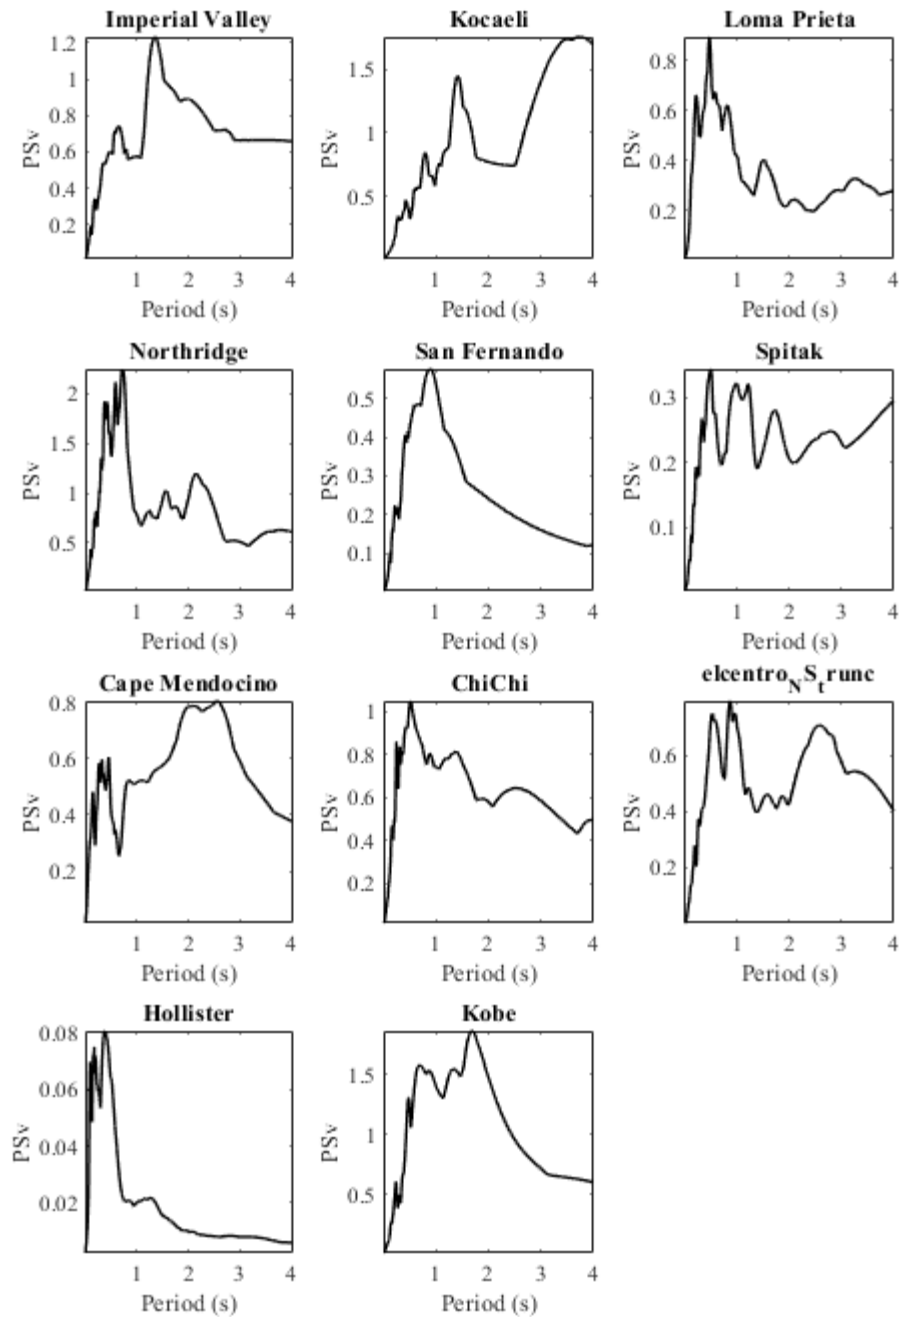 Imperial Valley
1.2
1
0.8
0.6
0.4
0.2
PSv
1 2 3 4
Period (s)
Kocaeli
1.5
1
0.5
PSv
1 2 3 4
Period (s)
Loma Prieta
0.8
0.6
0.4
0.2
PSv
1 2 3 4
Period (s)
Northridge
2
1.5
1
0.5
PSv
1 2 3 4
Period (s)
San Fernando
0.5
0.4
0.3
0.2
0.1
PSv
1 2 3 4
Period (s)
Spitak
0.3
0.2
0.1
PSv
1 2 3 4
Period (s)
Cape Mendocino
0.8
0.6
0.4
0.2
PSv
1 2 3 4
Period (s)
ChiChi
1
0.8
0.6
0.4
0.2
PSv
1 2 3 4
Period (s)
elcentro_NS_trunc
0.6
0.4
0.2
PSv
1 2 3 4
Period (s)
Hollister
0.08
0.06
0.04
0.02
PSv
1 2 3 4
Period (s)
Kobe
1.5
1
0.5
PSv
1 2 3 4
Period (s)